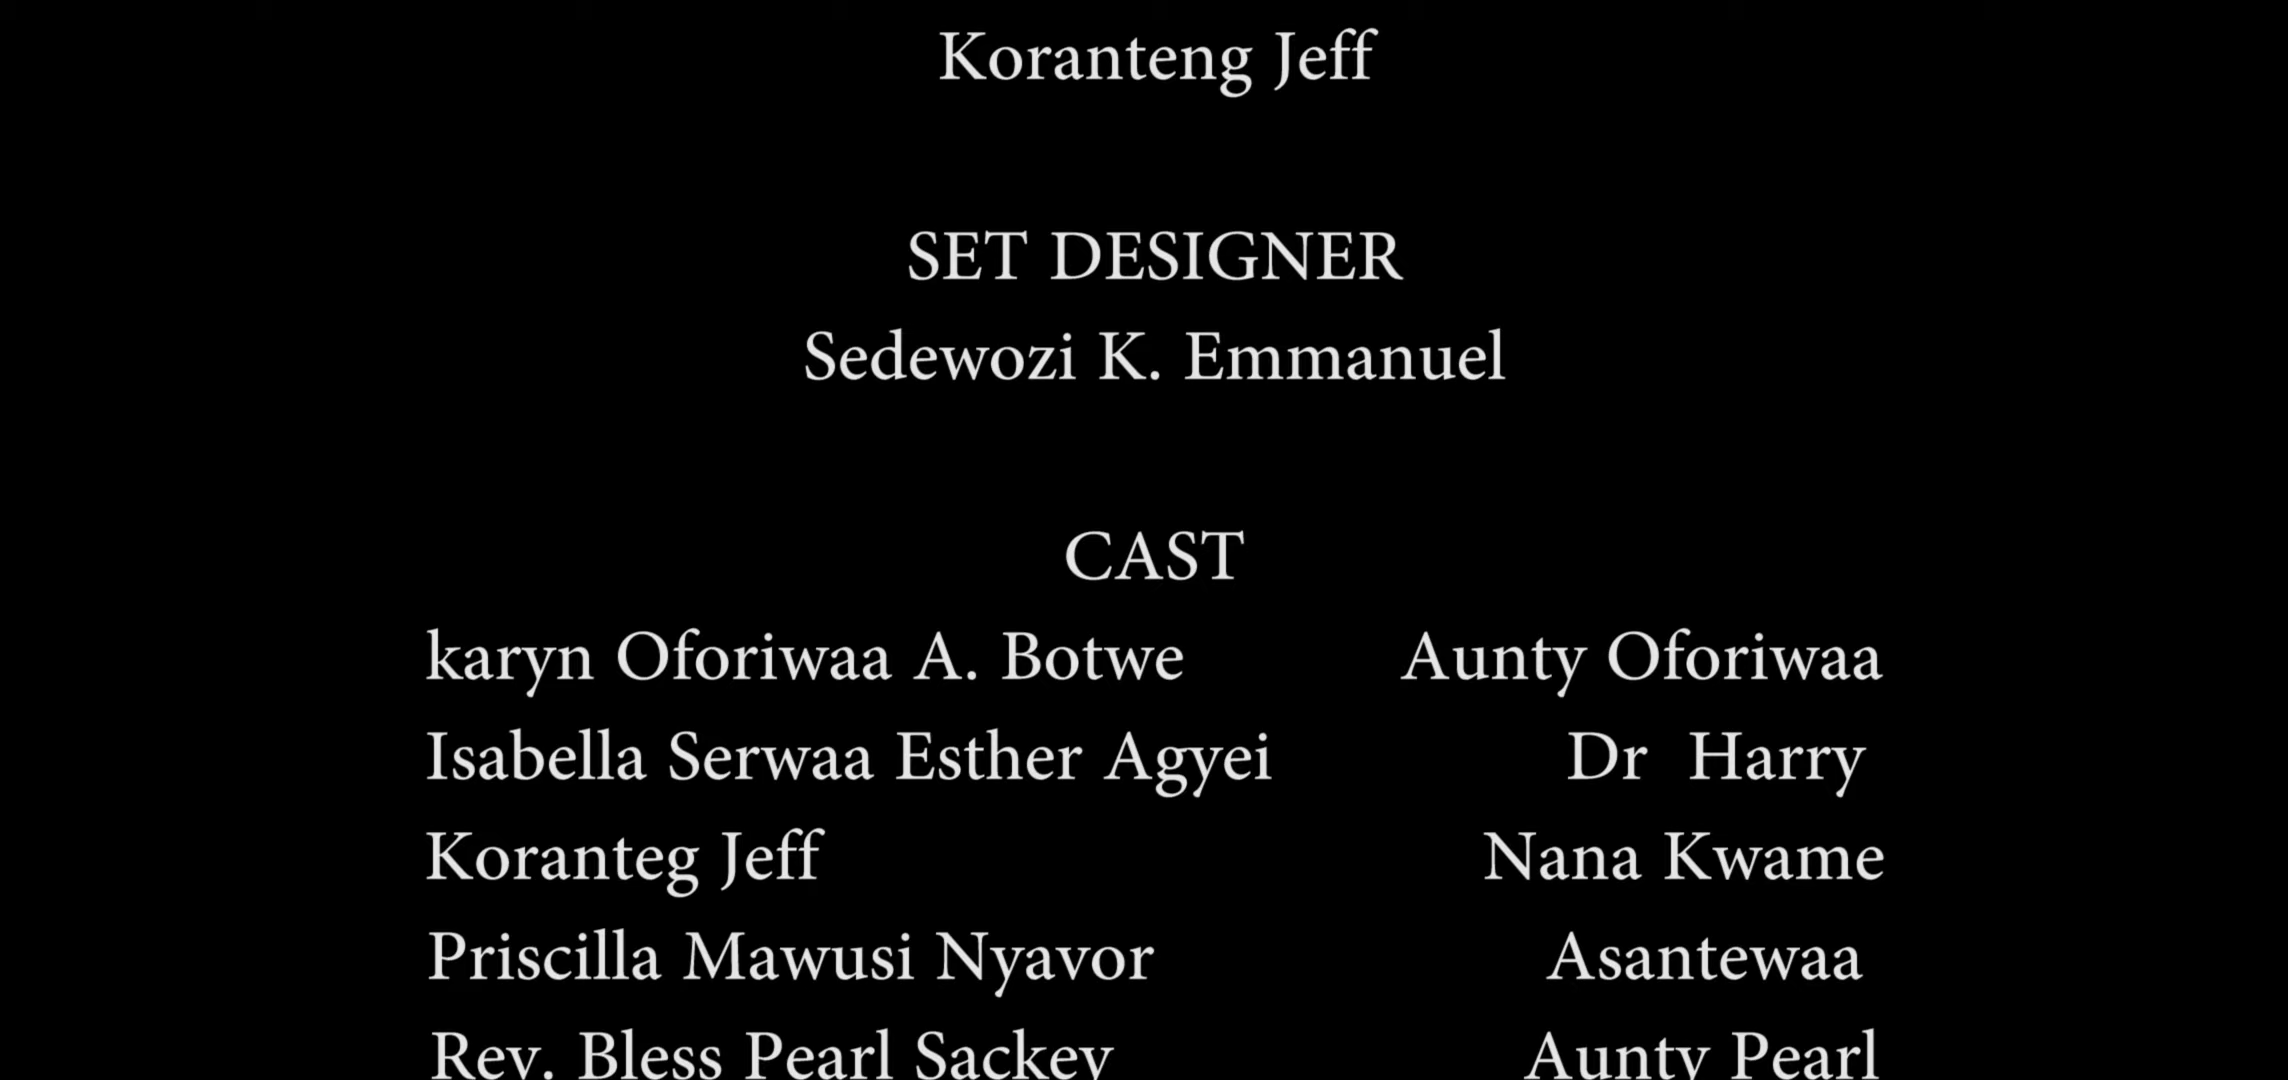 Koranteng Jeff
SET DESIGNER
Sedewozi K. Emmanuel
CAST
karyn Oforiwaa A. Botwe Aunty Oforiwaa
Isabella Serwaa Esther Agyei Dr Harry
Koranteg Jeff Nana Kwame
Priscilla Mawusi Nyavor Asantewaa
Rev. Bless Pearl Sackey Aunty Pearl